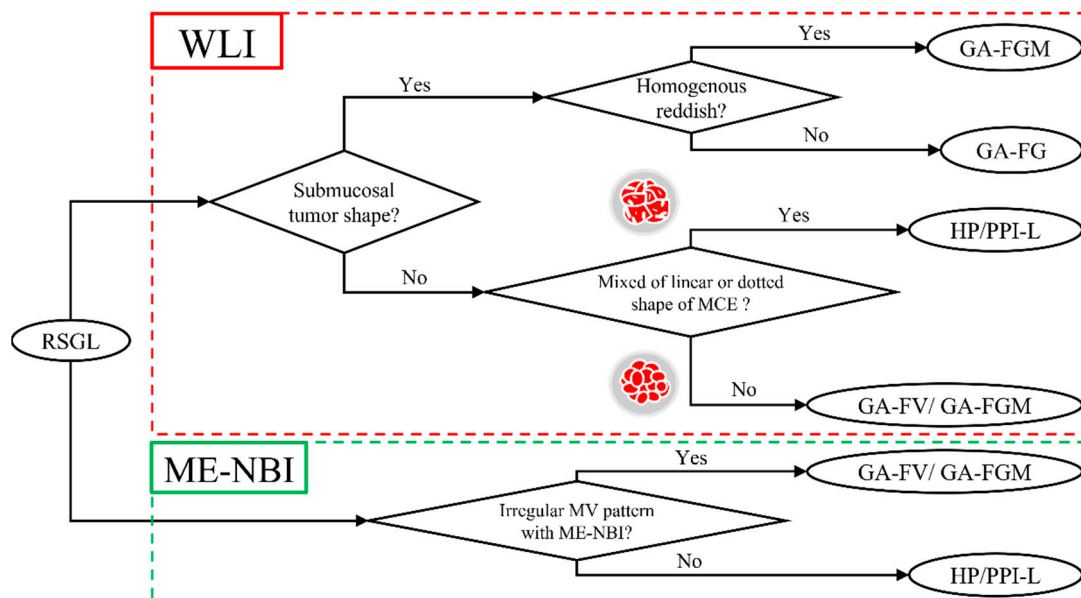 WLI
Yes
GA-FGM
Homogenous
reddish?
Yes
No
GA-FG
Submucosal
tumor shape?
Yes
HP/PPI-L
No
Mixed of linear or dotted
shape of MCE ?
RSGL
No
GA-FV/ GA-FGM
ME-NBI
Yes
GA-FV/ GA-FGM
Irregular MV pattern
with ME-NBI?
No
HP/PPI-L